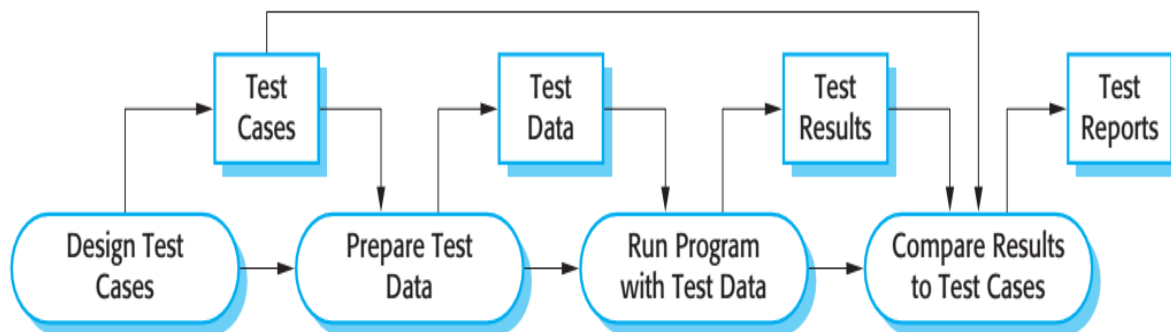 Test
Cases
Test
Data
Test
Results
Test
Reports
Design Test
Cases
Prepare Test
Data
Run Program
with Test Data
Compare Results
to Test Cases